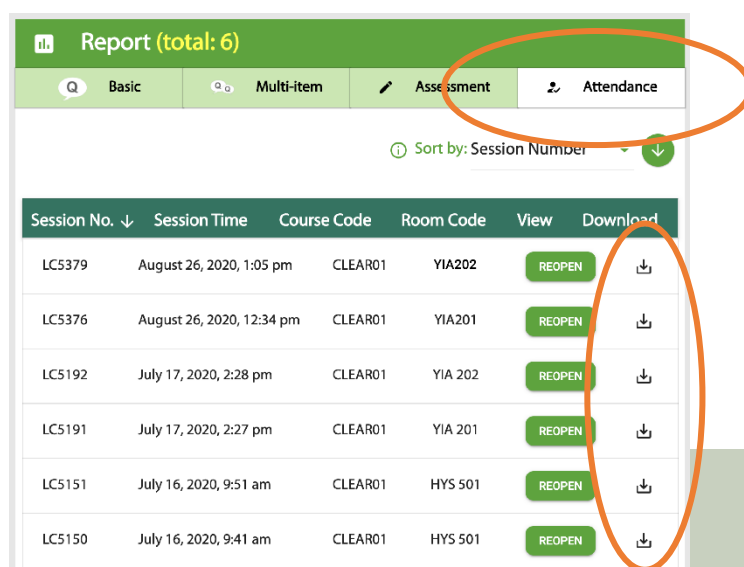 Report (total: 6)
Q Basic Q Q Multi-item Assessment Attendance
Sort by: Session Number
Session No. ↓ Session Time Course Code Room Code View Download
LC5379 August 26, 2020, 1:05 pm CLEAR01 YIA202 REOPEN
LC5376 August 26, 2020, 12:34 pm CLEAR01 YIA201 REOPEN
LC5192 July 17, 2020, 2:28 pm CLEAR01 YIA 202 REOPEN
LC5191 July 17, 2020, 2:27 pm CLEAR01 YIA 201 REOPEN
LC5151 July 16, 2020, 9:51 am CLEAR01 HYS 501 REOPEN
LC5150 July 16, 2020, 9:41 am CLEAR01 HYS 501 REOPEN